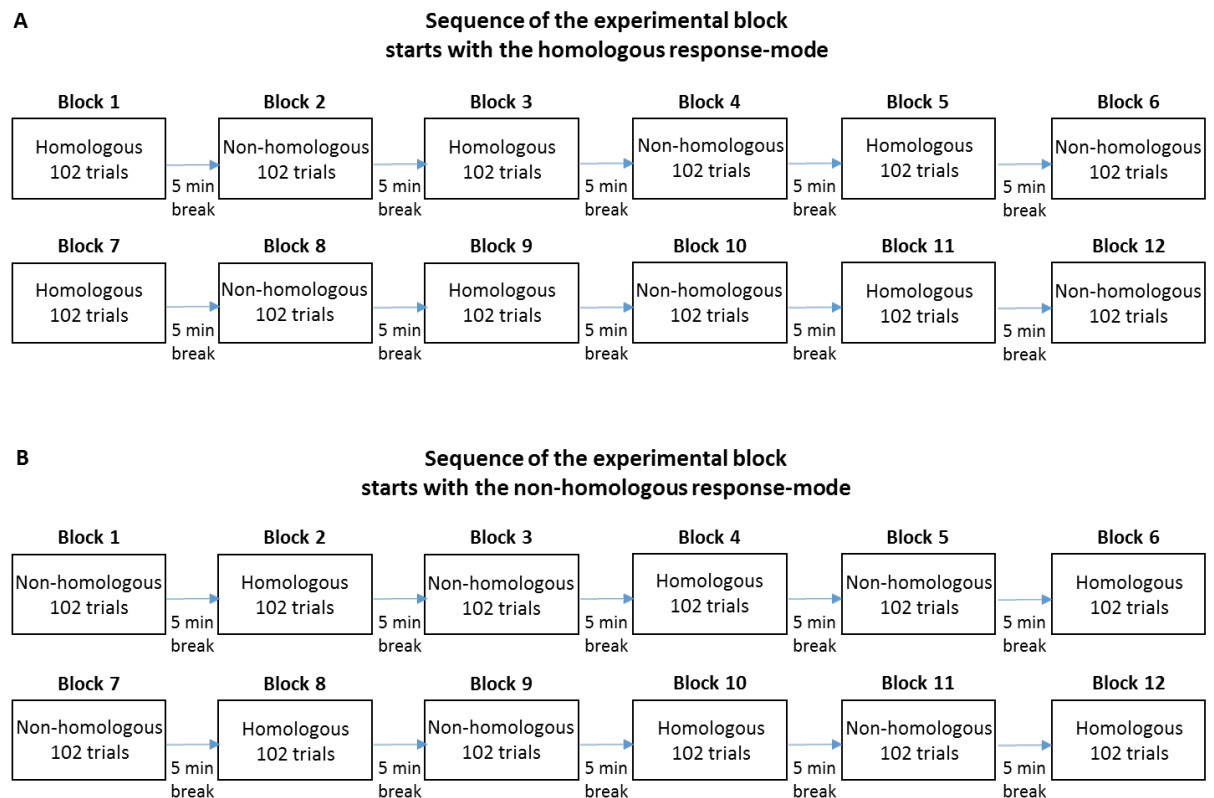 A
Sequence of the experimental block
starts with the homologous response-mode
Block 1 Block 2 Block 3 Block 4 Block 5 Block 6
Homologous Non-homologous Homologous Non-homologous Homologous Non-homologous
102 trials 102 trials 102 trials 102 trials 102 trials 102 trials
5 min 5 min 5 min 5 min 5 min
break break break break break
Block 7 Block 8 Block 9 Block 10 Block 11 Block 12
Homologous Non-homologous Homologous Non-homologous Homologous Non-homologous
102 trials 102 trials 102 trials 102 trials 102 trials 102 trials
5 min 5 min 5 min 5 min 5 min
break break break break break
B
Sequence of the experimental block
starts with the non-homologous response-mode
Block 1 Block 2 Block 3 Block 4 Block 5 Block 6
Non-homologous Homologous Non-homologous Homologous Non-homologous Homologous
102 trials 102 trials 102 trials 102 trials 102 trials 102 trials
5 min 5 min 5 min 5 min 5 min
break break break break break
Block 7 Block 8 Block 9 Block 10 Block 11 Block 12
Non-homologous Homologous Non-homologous Homologous Non-homologous Homologous
102 trials 102 trials 102 trials 102 trials 102 trials 102 trials
5 min 5 min 5 min 5 min 5 min
break break break break break